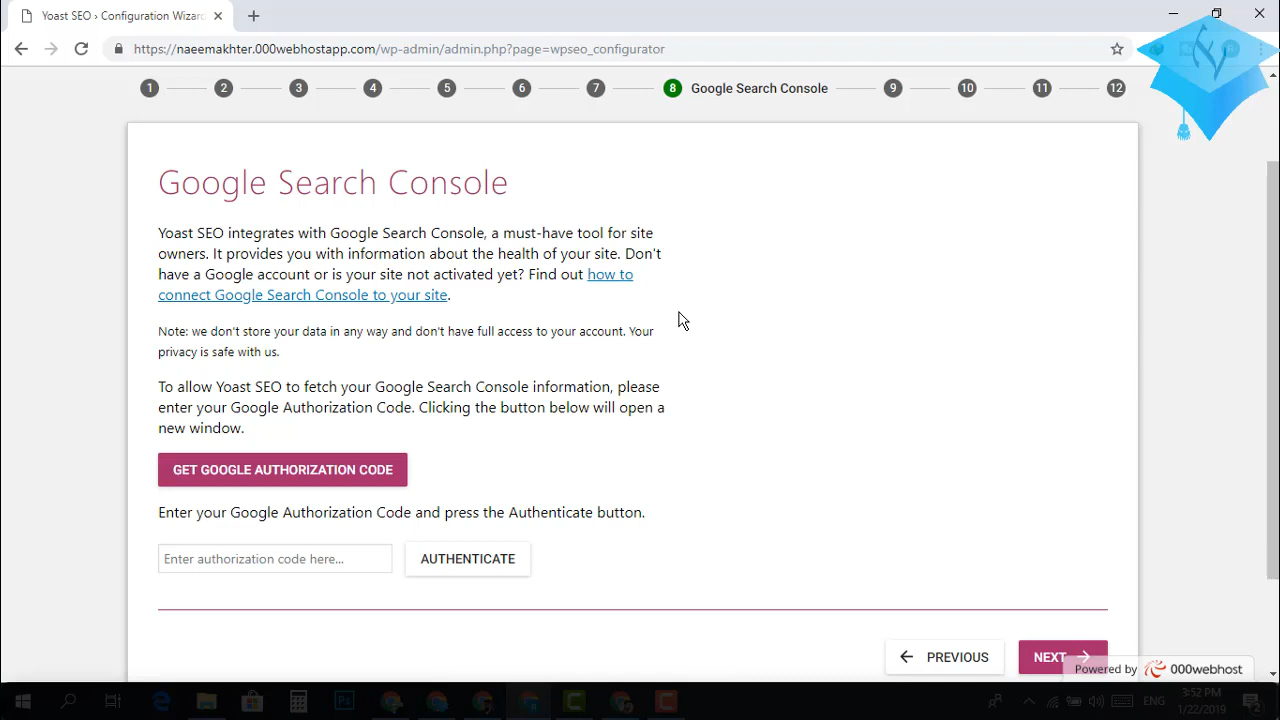 Yoast SEO › Configuration Wizard
https://naeemakhter.000webhostapp.com/wp-admin/admin.php?page=wpseo_configurator
1 2 3 4 5 6 7 8 Google Search Console 9 10 11 12
Google Search Console
Yoast SEO integrates with Google Search Console, a must-have tool for site
owners. It provides you with information about the health of your site. Don't
have a Google account or is your site not activated yet? Find out how to
connect Google Search Console to your site.
Note: we don't store your data in any way and don't have full access to your account. Your
privacy is safe with us.
To allow Yoast SEO to fetch your Google Search Console information, please
enter your Google Authorization Code. Clicking the button below will open a
new window.
GET GOOGLE AUTHORIZATION CODE
Enter your Google Authorization Code and press the Authenticate button.
Enter authorization code here... AUTHENTICATE
PREVIOUS NEXT
Powered by 000webhost
Ps
ENG
3:52 PM
1/22/2019
2